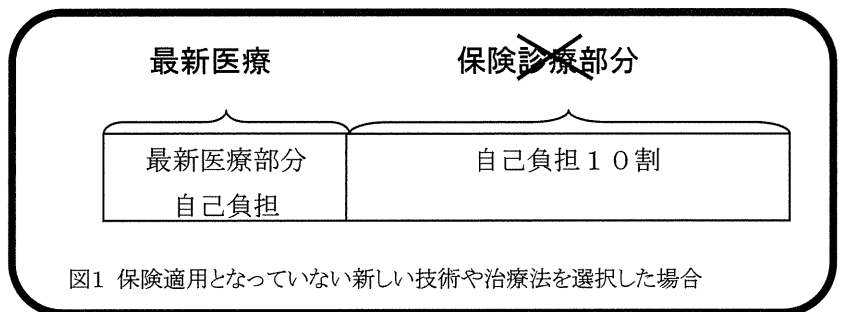 最新医療
保険診療部分
最新医療部分
自己負担
自己負担10割
図1 保険適用となっていない新しい技術や治療法を選択した場合